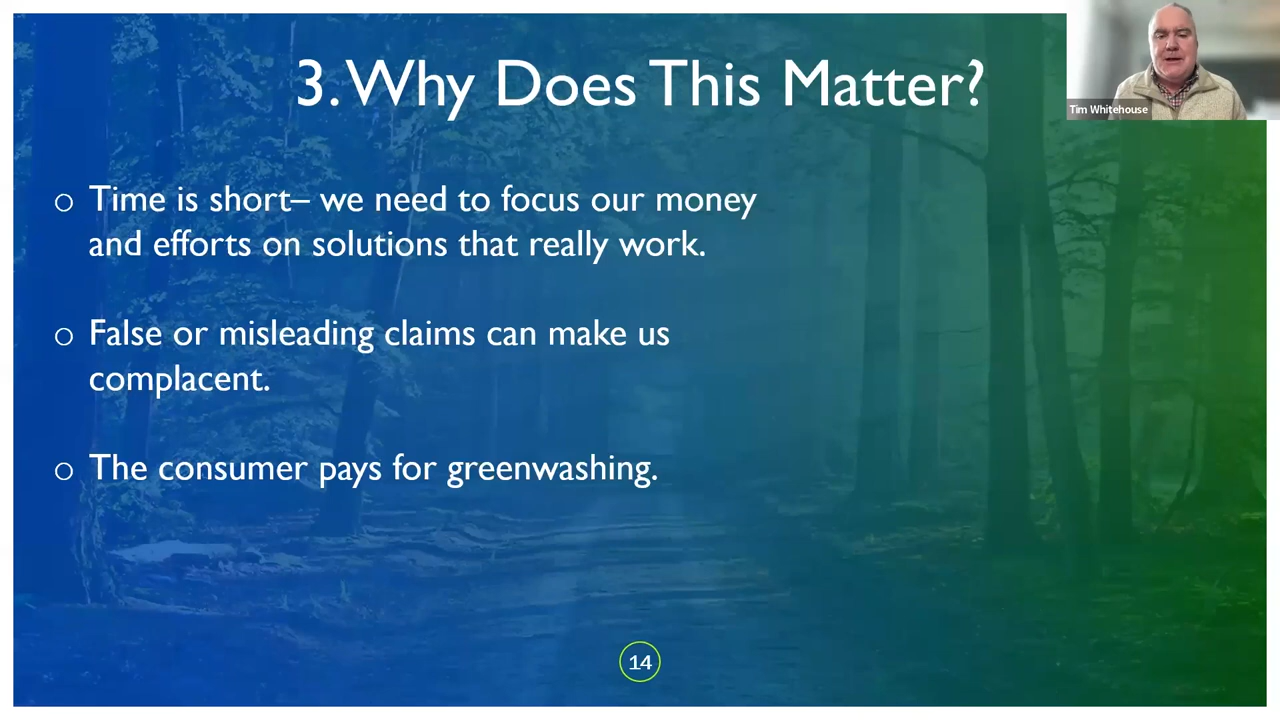 3. Why Does This Matter?
Tim Whitehouse
o Time is short– we need to focus our money
and efforts on solutions that really work.
o False or misleading claims can make us
complacent.
o The consumer pays for greenwashing.
14